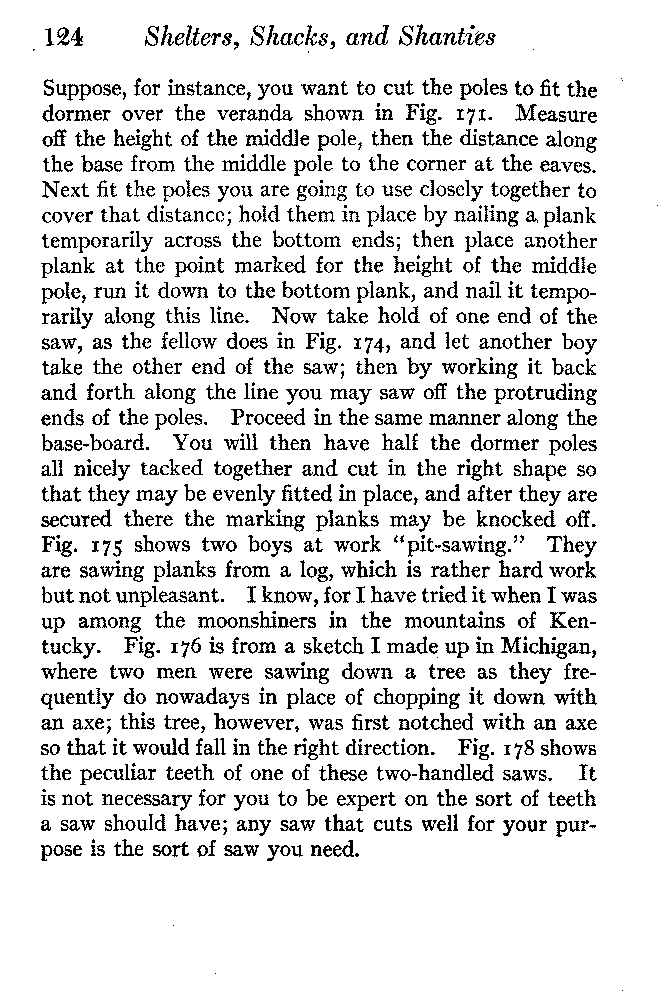 124 Shelters, Shacks, and Shanties
Suppose, for instance, you want to cut the poles to fit the
dormer over the veranda shown in Fig. 171. Measure
off the height of the middle pole, then the distance along
the base from the middle pole to the corner at the eaves.
Next fit the poles you are going to use closely together to
cover that distance; hold them in place by nailing a plank
temporarily across the bottom ends; then place another
plank at the point marked for the height of the middle
pole, run it down to the bottom plank, and nail it tempo-
rarily along this line. Now take hold of one end of the
saw, as the fellow does in Fig. 174, and let another boy
take the other end of the saw; then by working it back
and forth along the line you may saw off the protruding
ends of the poles. Proceed in the same manner along the
base-board. You will then have half the dormer poles
all nicely tacked together and cut in the right shape so
that they may be evenly fitted in place, and after they are
secured there the marking planks may be knocked off.
Fig. 175 shows two boys at work "pit-sawing." They
are sawing planks from a log, which is rather hard work
but not unpleasant. I know, for I have tried it when I was
up among the moonshiners in the mountains of Ken-
tucky. Fig. 176 is from a sketch I made up in Michigan,
where two men were sawing down a tree as they fre-
quently do nowadays in place of chopping it down with
an axe; this tree, however, was first notched with an axe
so that it would fall in the right direction. Fig. 178 shows
the peculiar teeth of one of these two-handled saws. It
is not necessary for you to be expert on the sort of teeth
a saw should have; any saw that cuts well for your pur-
pose is the sort of saw you need.